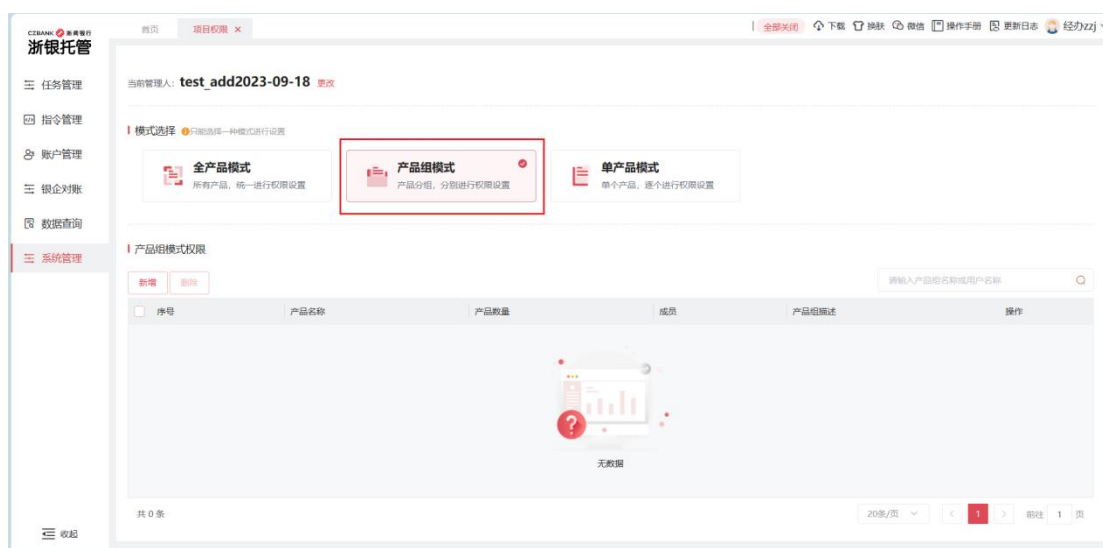 CZBANK 浙商银行
浙银托管
首页 项目权限 ×
全部关闭 下载 换肤 微信 操作手册 更新日志 经办zzj
任务管理
指令管理
账户管理
银企对账
数据查询
系统管理
收起
当前管理人: test_add2023-09-18 更改
模式选择 只能选择一种模式进行设置
全产品模式
所有产品，统一进行权限设置
产品组模式
产品分组，分别进行权限设置
单产品模式
单个产品，逐个进行权限设置
产品组模式权限
新增 删除
请输入产品组名称或用户名称
序号 产品名称 产品数量 成员 产品组描述 操作
无数据
共 0 条
20条/页 < 1 > 前往 1 页